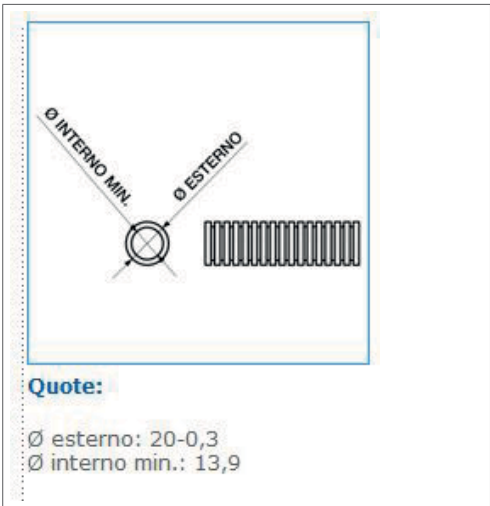 Ø INTERNO MIN.
Ø ESTERNO
Quote:
Ø esterno: 20-0,3
Ø interno min.: 13,9